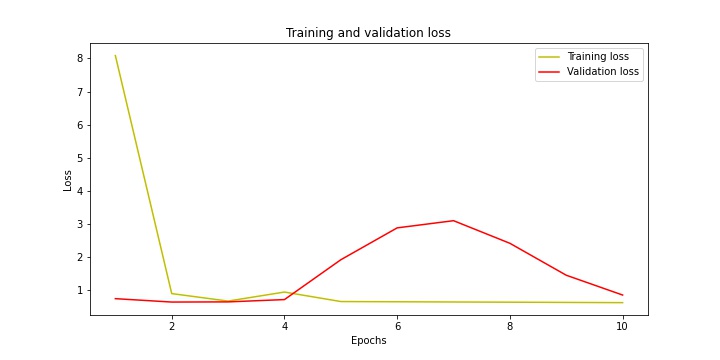 Training and validation loss
Training loss
Validation loss
8
7
6
5
4
3
2
1
Loss
2 4 6 8 10
Epochs